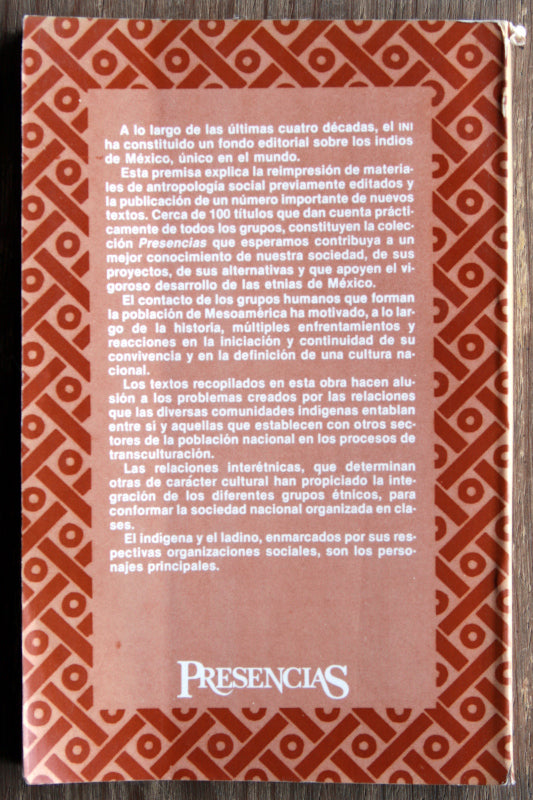 A lo largo de las últimas cuatro décadas, el INI
ha constituido un fondo editorial sobre los indios
de México, único en el mundo.
Esta premisa explica la reimpresión de materia-
les de antropología social previamente editados y
la publicación de un número importante de nuevos
textos. Cerca de 100 títulos que dan cuenta prácti-
camente de todos los grupos, constituyen la colec-
ción Presencias que esperamos contribuya a un
mejor conocimiento de nuestra sociedad, de sus
proyectos, de sus alternativas y que apoyen el vi-
goroso desarrollo de las etnias de México.
El contacto de los grupos humanos que forman
la población de Mesoamérica ha motivado, a lo lar-
go de la historia, múltiples enfrentamientos y
reacciones en la iniciación y continuidad de su
convivencia y en la definición de una cultura na-
cional.
Los textos recopilados en esta obra hacen alu-
sión a los problemas creados por las relaciones
que las diversas comunidades indígenas entablan
entre sí y aquellas que establecen con otros sec-
tores de la población nacional en los procesos de
transculturación.
Las relaciones interétnicas, que determinan
otras de carácter cultural han propiciado la inte-
gración de los diferentes grupos étnicos, para
conformar la sociedad nacional organizada en cla-
ses.
El indígena y el ladino, enmarcados por sus res-
pectivas organizaciones sociales, son los perso-
najes principales.
PRESENCIAS